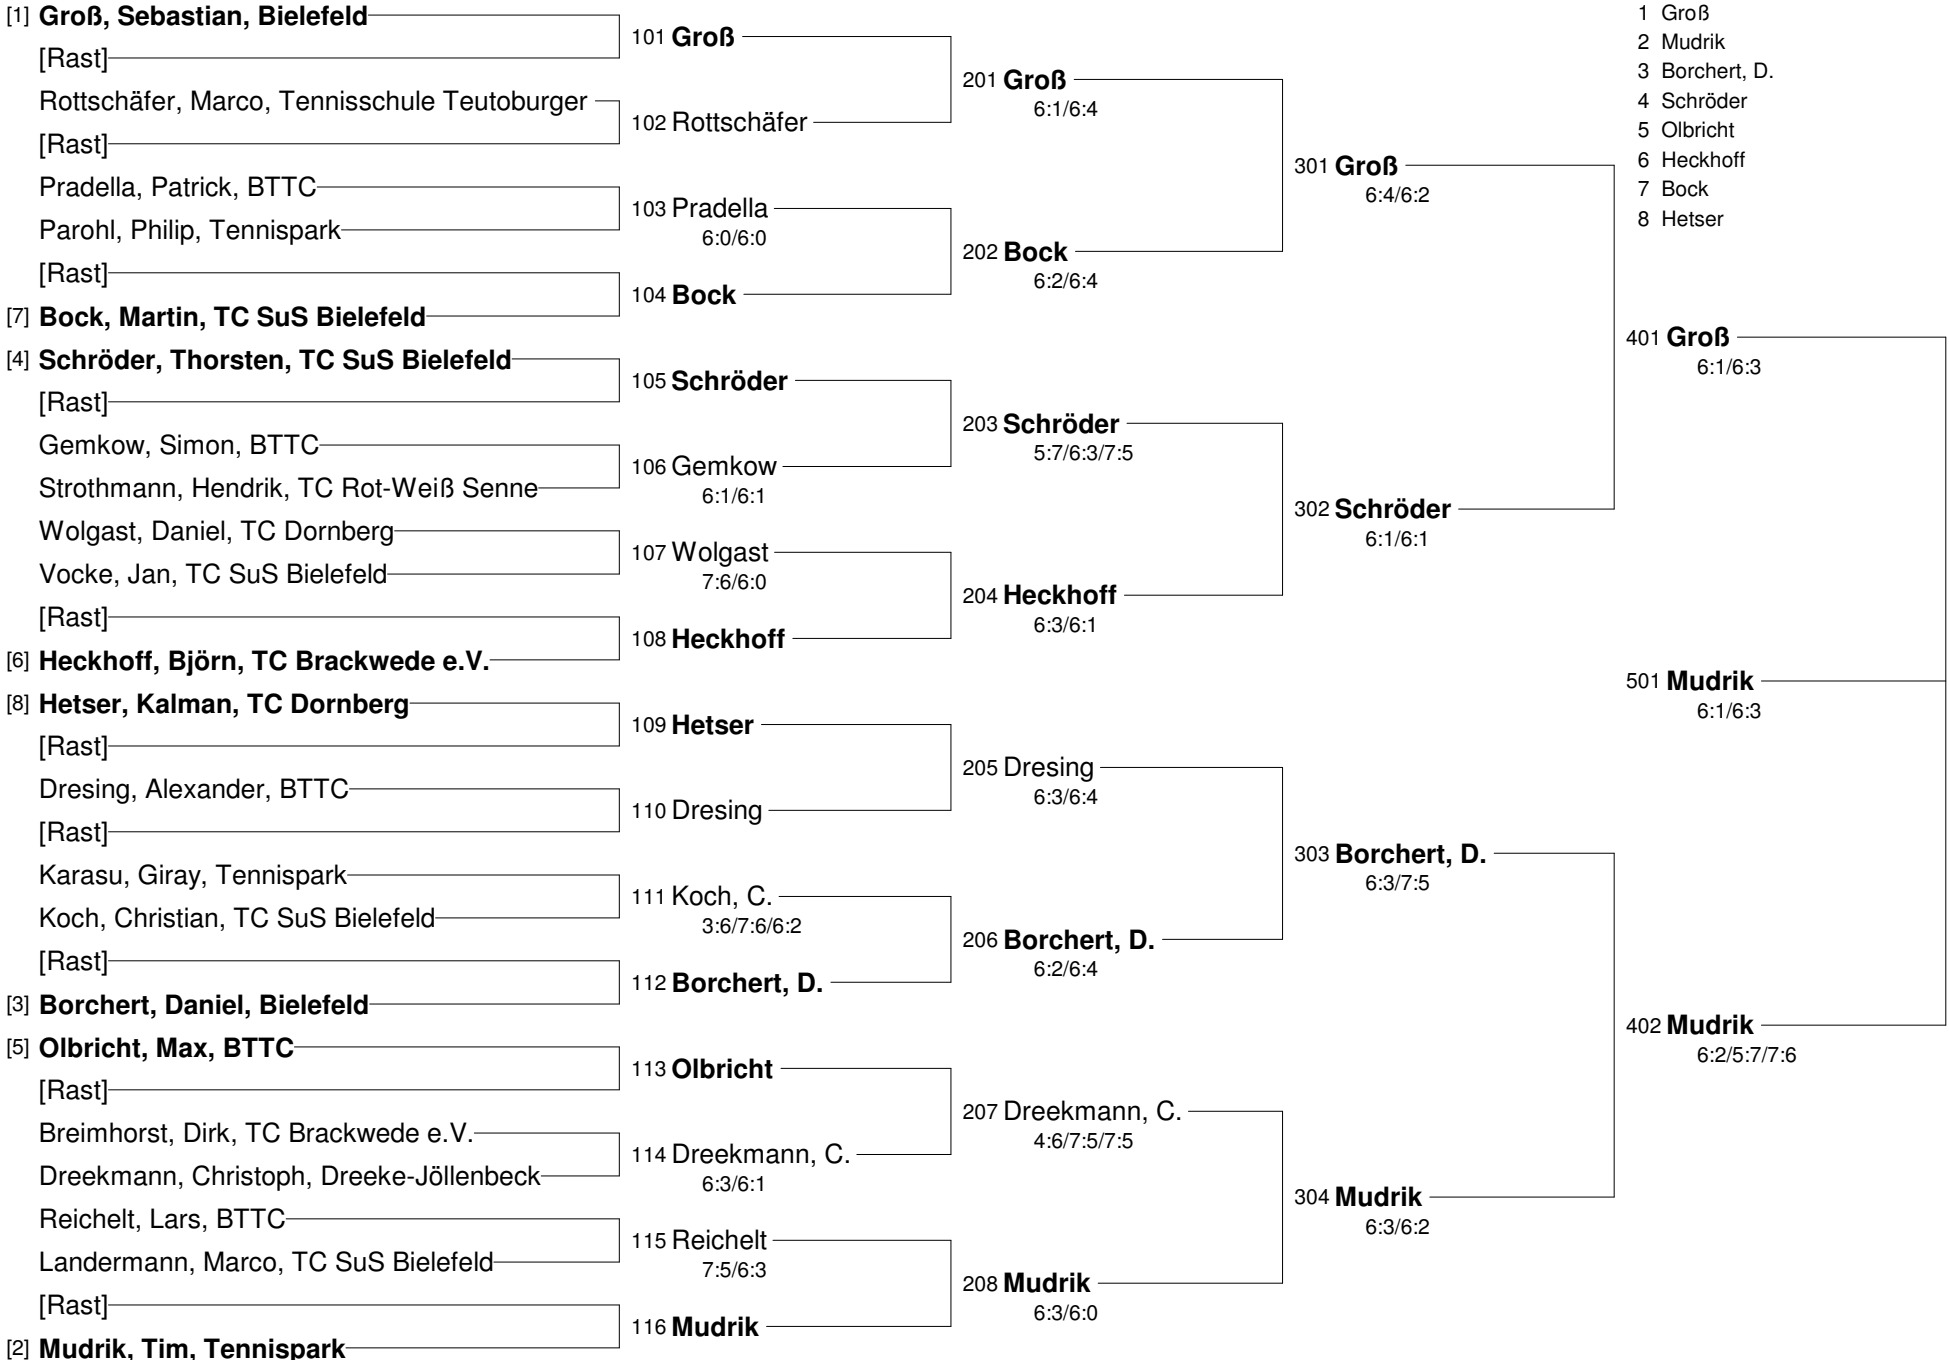 [1] Groß, Sebastian, Bielefeld
[Rast]
Rottschäfer, Marco, Tennisschule Teutoburger
[Rast]
Pradella, Patrick, BTTC
Parohl, Philip, Tennispark
[Rast]
[7] Bock, Martin, TC SuS Bielefeld
[4] Schröder, Thorsten, TC SuS Bielefeld
[Rast]
Gemkow, Simon, BTTC
Strothmann, Hendrik, TC Rot-Weiß Senne
Wolgast, Daniel, TC Dornberg
Vocke, Jan, TC SuS Bielefeld
[Rast]
[6] Heckhoff, Björn, TC Brackwede e.V.
[8] Hetser, Kalman, TC Dornberg
[Rast]
Dresing, Alexander, BTTC
[Rast]
Karasu, Giray, Tennispark
Koch, Christian, TC SuS Bielefeld
[Rast]
[3] Borchert, Daniel, Bielefeld
[5] Olbricht, Max, BTTC
[Rast]
Breimhorst, Dirk, TC Brackwede e.V.
Dreekmann, Christoph, Dreeke-Jöllenbeck
Reichelt, Lars, BTTC
Landermann, Marco, TC SuS Bielefeld
[Rast]
[2] Mudrik, Tim, Tennispark
101 Groß
102 Rottschäfer
103 Pradella
6:0/6:0
104 Bock
105 Schröder
106 Gemkow
6:1/6:1
107 Wolgast
7:6/6:0
108 Heckhoff
109 Hetser
110 Dresing
111 Koch, C.
3:6/7:6/6:2
112 Borchert, D.
113 Olbricht
114 Dreekmann, C.
6:3/6:1
115 Reichelt
7:5/6:3
116 Mudrik
201 Groß
6:1/6:4
202 Bock
6:2/6:4
203 Schröder
5:7/6:3/7:5
204 Heckhoff
6:3/6:1
205 Dresing
6:3/6:4
206 Borchert, D.
6:2/6:4
207 Dreekmann, C.
4:6/7:5/7:5
208 Mudrik
6:3/6:0
301 Groß
6:4/6:2
302 Schröder
6:1/6:1
303 Borchert, D.
6:3/7:5
304 Mudrik
6:3/6:2
1 Groß
2 Mudrik
3 Borchert, D.
4 Schröder
5 Olbricht
6 Heckhoff
7 Bock
8 Hetser
401 Groß
6:1/6:3
501 Mudrik
6:1/6:3
402 Mudrik
6:2/5:7/7:6